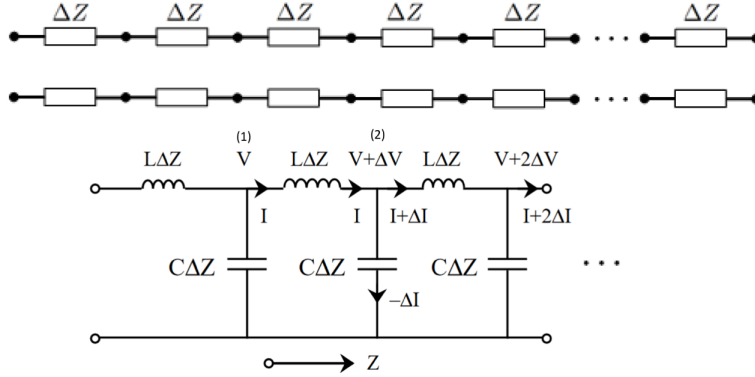 ΔZ ΔZ ΔZ ΔZ ΔZ ΔZ
(1) (2)
LΔZ V LΔZ V+ΔV LΔZ V+2ΔV
I I I+ΔI I+2ΔI
CΔZ CΔZ CΔZ
−ΔI
Z